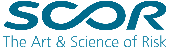 SCOR
The Art & Science of Risk